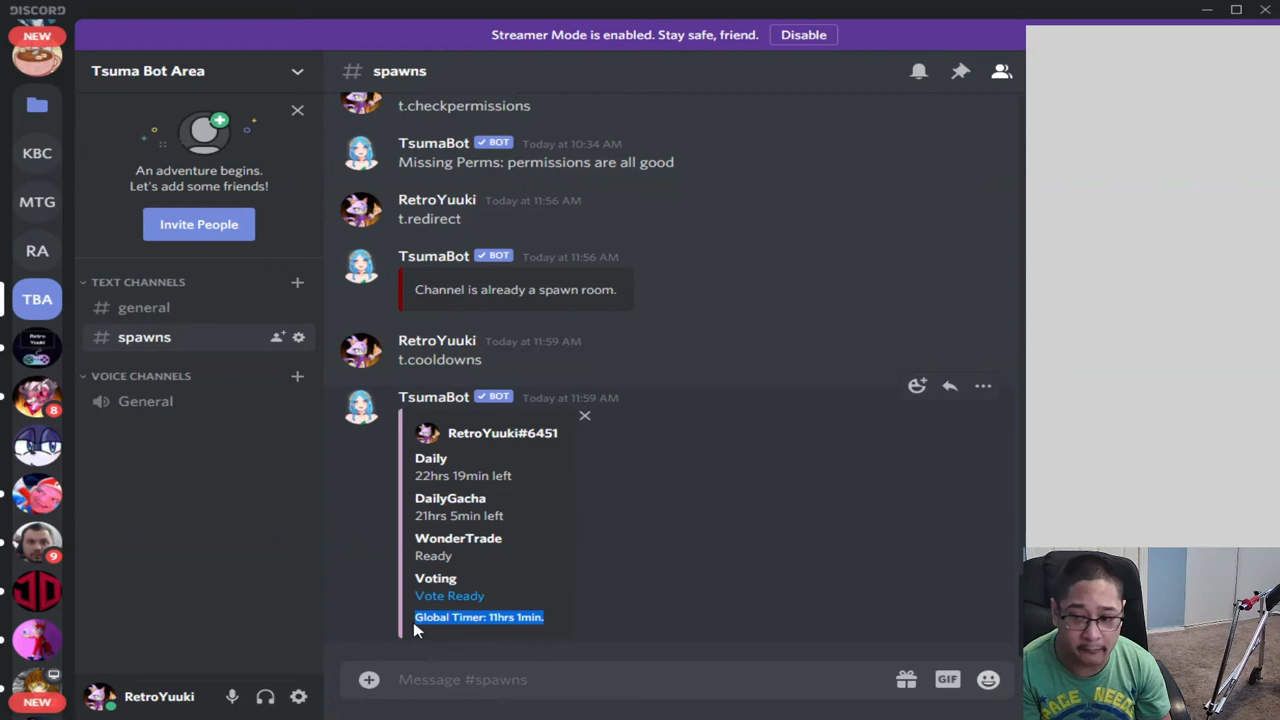 DISCORD
NEW
KBC
MTG
RA
TBA
Retro
Yuuki
8
9
NEW
Streamer Mode is enabled. Stay safe, friend.
Disable
Tsuma Bot Area
An adventure begins.
Let's add some friends!
Invite People
TEXT CHANNELS
# general
# spawns
VOICE CHANNELS
General
RetroYuuki
# spawns
t.checkpermissions
TsumaBot ✓ BOT Today at 10:34 AM
Missing Perms: permissions are all good
RetroYuuki Today at 11:56 AM
t.redirect
TsumaBot ✓ BOT Today at 11:56 AM
Channel is already a spawn room.
RetroYuuki Today at 11:59 AM
t.cooldowns
TsumaBot ✓ BOT Today at 11:59 AM
RetroYuuki#6451
Daily
22hrs 19min left
DailyGacha
21hrs 5min left
WonderTrade
Ready
Voting
Vote Ready
Global Timer: 11hrs 1min.
Message #spawns
GIF